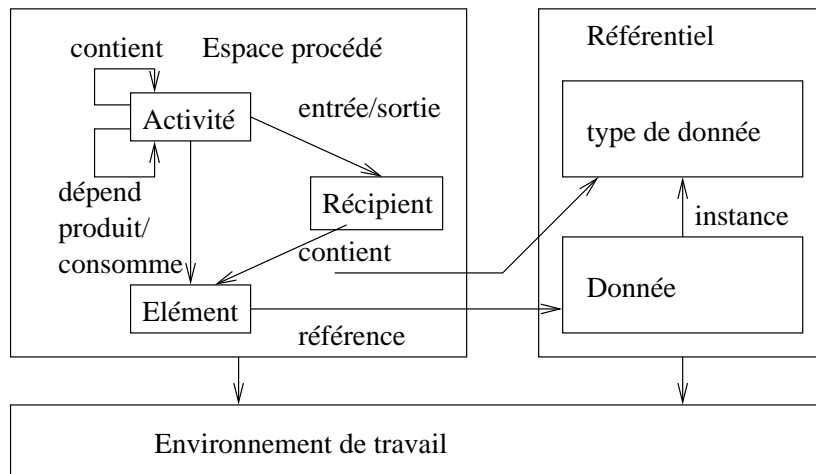 contient
Espace procédé
Activité
entrée/sortie
dépend
produit/
consomme
Récipient
contient
Elément
référence
Référentiel
type de donnée
instance
Donnée
Environnement de travail